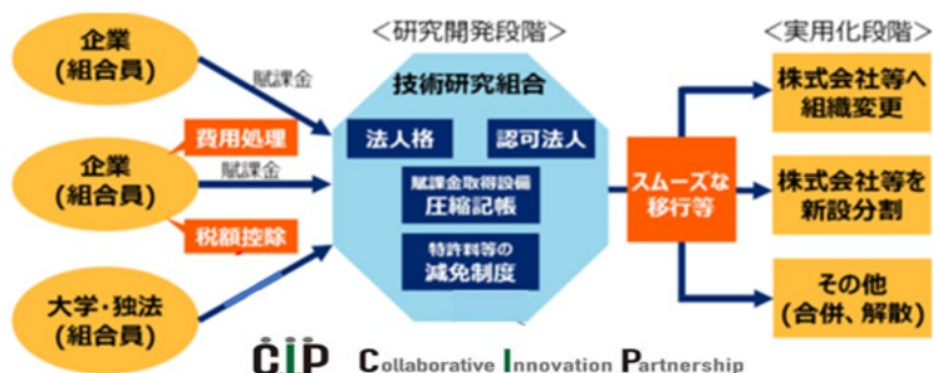 <研究開発段階>
<実用化段階>
企業
(組合員)
賦課金
企業
(組合員)
費用処理
賦課金
税額控除
大学・独法
(組合員)
技術研究組合
法人格
認可法人
賦課金取得設備
圧縮記帳
特許料等の
減免制度
スムーズな
移行等
株式会社等へ
組織変更
株式会社等を
新設分割
その他
(合併、解散)
C.I.P Collaborative Innovation Partnership